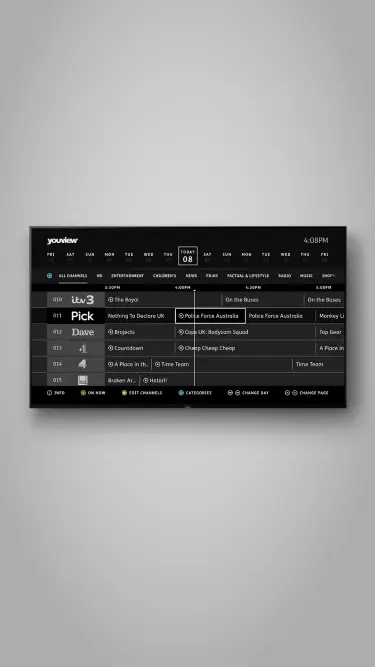 youview
4:08PM
TODAY
FRI SAT SUN MON TUE WED THU 08 SAT SUN MON TUE WED THU FRI
ALL CHANNELS HD ENTERTAINMENT CHILDREN'S NEWS FILMS FACTUAL & LIFESTYLE RADIO MUSIC SHOP
3:30PM 4:00PM 4:30PM 5:00PM
010 itv3 The Royal On the Buses On the Buses
011 Pick Nothing To Declare UK Police Force Australia Police Force Australia Monkey Li
012 Dave Brojects Cops UK: Bodycam Squad Top Gear
013 Countdown Cheap Cheap Cheap A Place in
014 4 A Place in th... Time Team Time Team
015 Broken Ar... Hatari!
INFO ON NOW EDIT CHANNELS CATEGORIES CHANGE DAY CHANGE PAGE